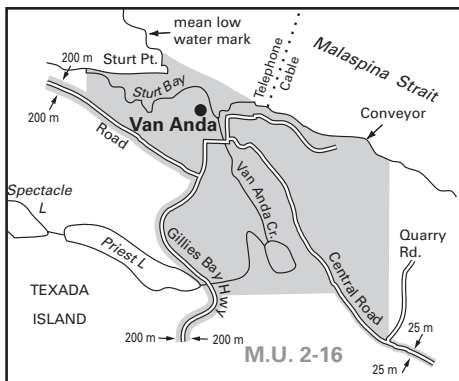 mean low
water mark
200 m
Sturt Pt.
Telephone
Cable
Malaspina Strait
Sturt Bay
200 m
Van Anda
Conveyor
Road
Spectacle
L
Van Anda Cr.
Priest L
Gillies Bay Hwy
Quarry
Rd.
Central Road
TEXADA
ISLAND
200 m
200 m
25 m
M.U. 2-16
25 m